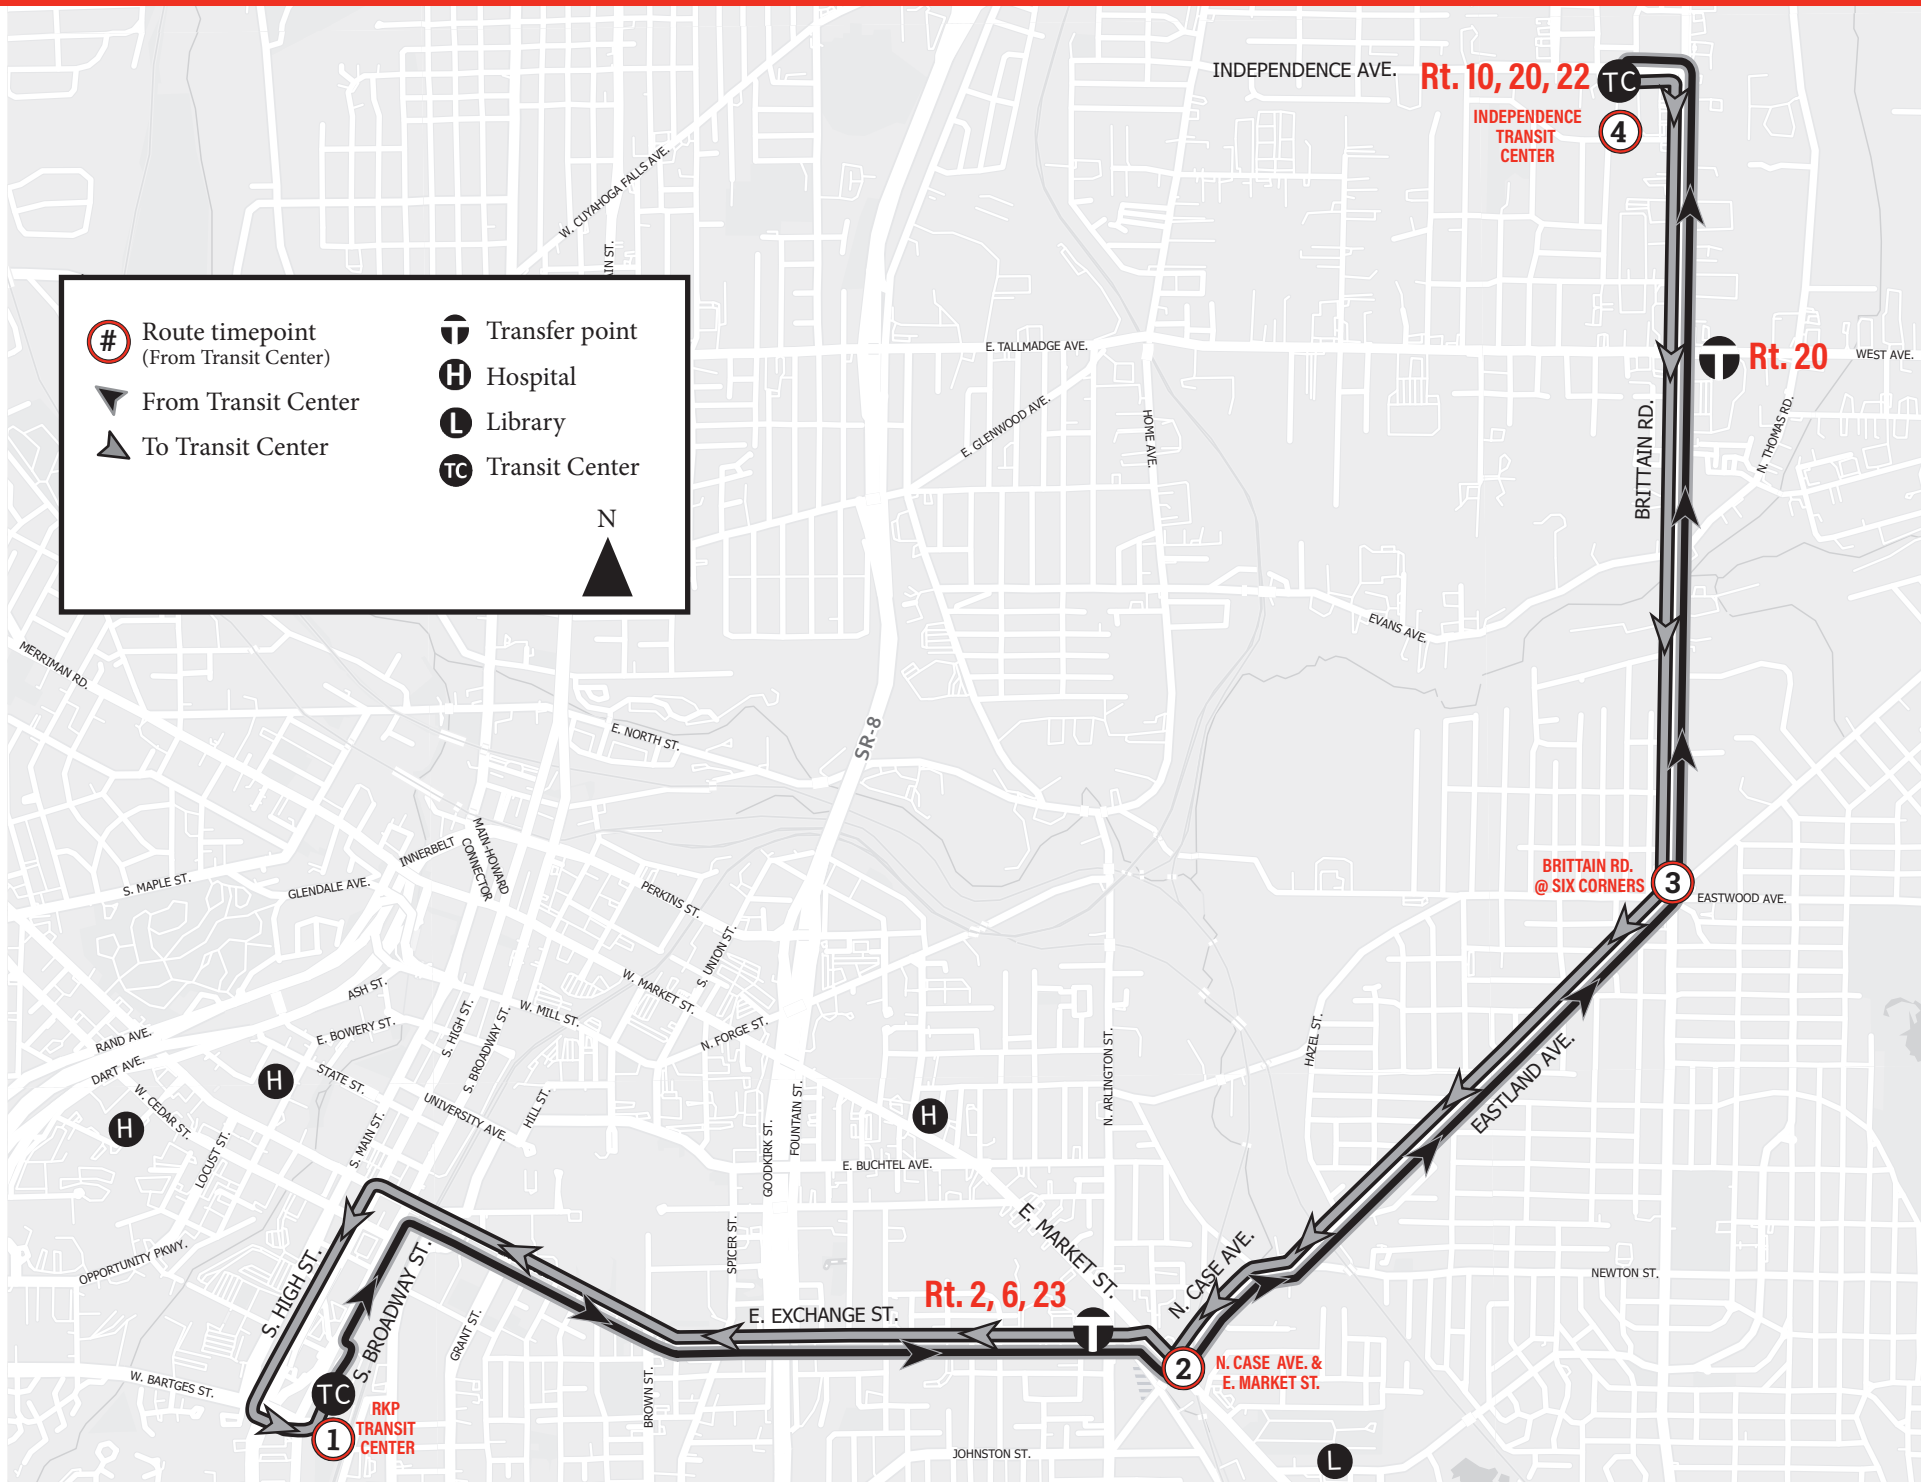 INDEPENDENCE AVE.
Rt. 10, 20, 22
TC
INDEPENDENCE
TRANSIT
CENTER
4
W. CUYAHOGA FALLS AVE.
AIN ST.
#
Route timepoint
(From Transit Center)
From Transit Center
To Transit Center
T
Transfer point
H
Hospital
L
Library
TC
Transit Center
N
E. TALLMADGE AVE.
T
Rt. 20
WEST AVE.
E. GLENWOOD AVE.
HOME AVE.
BRITTAIN RD.
N. THOMAS RD.
EVANS AVE.
MERRIMAN RD.
E. NORTH ST.
SR-8
MAIN-HOWARD
CONNECTOR
INNERBELT
S. MAPLE ST.
GLENDALE AVE.
PERKINS ST.
S. UNION ST.
BRITTAIN RD.
@ SIX CORNERS
3
EASTWOOD AVE.
ASH ST.
W. MARKET ST.
W. MILL ST.
N. FORGE ST.
RAND AVE.
E. BOWERY ST.
S. HIGH ST.
S. BROADWAY ST.
DART AVE.
H
STATE ST.
H
W. CEDAR ST.
UNIVERSITY AVE.
HILL ST.
LOCUST ST.
S. MAIN ST.
GOODKIRK ST.
FOUNTAIN ST.
H
N. ARLINGTON ST.
HAZEL ST.
EASTLAND AVE.
E. BUCHTEL AVE.
OPPORTUNITY PKWY.
S. HIGH ST.
S. BROADWAY ST.
SPICER ST.
E. MARKET ST.
N. CASE AVE.
NEWTON ST.
Rt. 2, 6, 23
E. EXCHANGE ST.
T
GRANT ST.
2
N. CASE AVE. &
E. MARKET ST.
W. BARTGES ST.
BROWN ST.
TC
RKP
TRANSIT
CENTER
1
JOHNSTON ST.
L